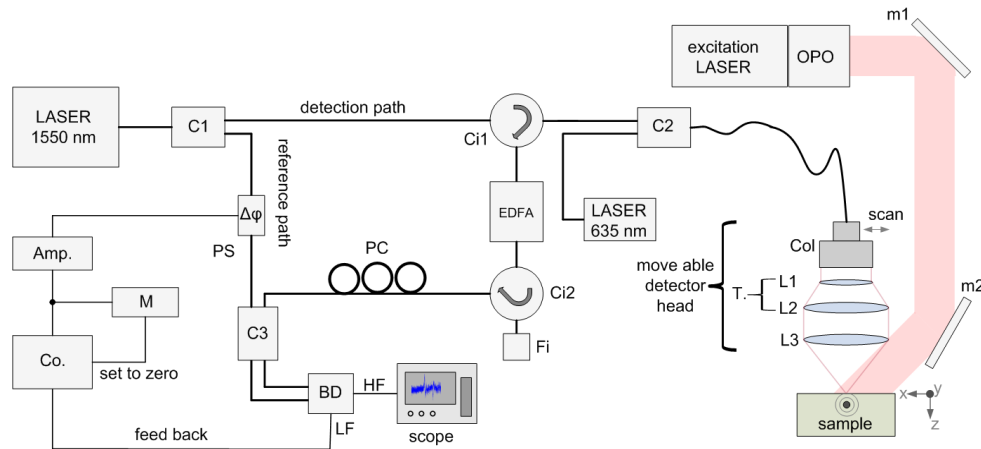 m1
excitation
LASER
OPO
LASER
1550 nm
C1
detection path
Ci1
C2
reference path
EDFA
LASER
635 nm
scan
Δφ
PS
Amp.
PC
Col
move able
detector
head
T.
L1
L2
L3
m2
M
Ci2
C3
Co.
set to zero
Fi
BD
HF
LF
scope
feed back
x
y
z
sample